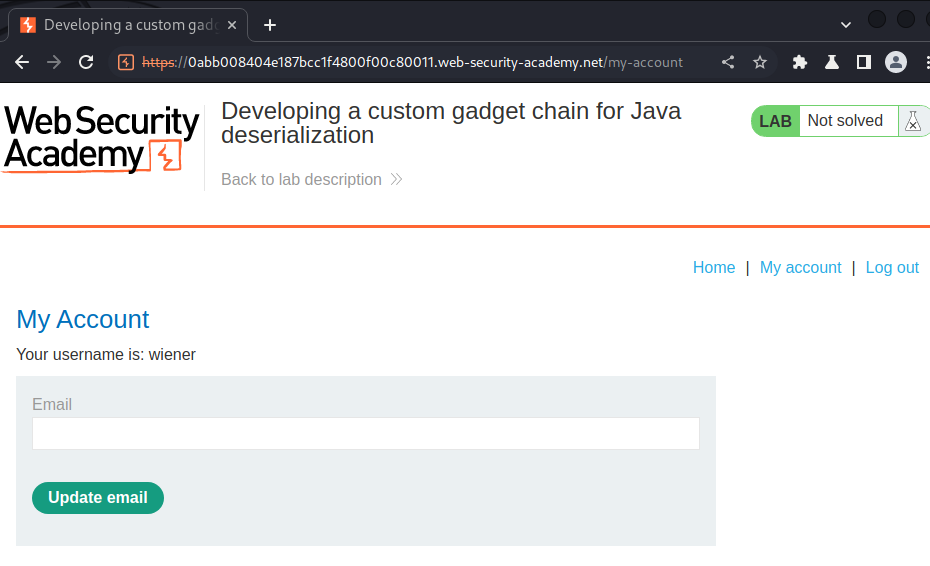 Developing a custom gadg
https://0abb008404e187bcc1f4800f00c80011.web-security-academy.net/my-account
Web Security
Academy
Developing a custom gadget chain for Java
deserialization
Back to lab description
LAB Not solved
Home | My account | Log out
My Account
Your username is: wiener
Email
Update email